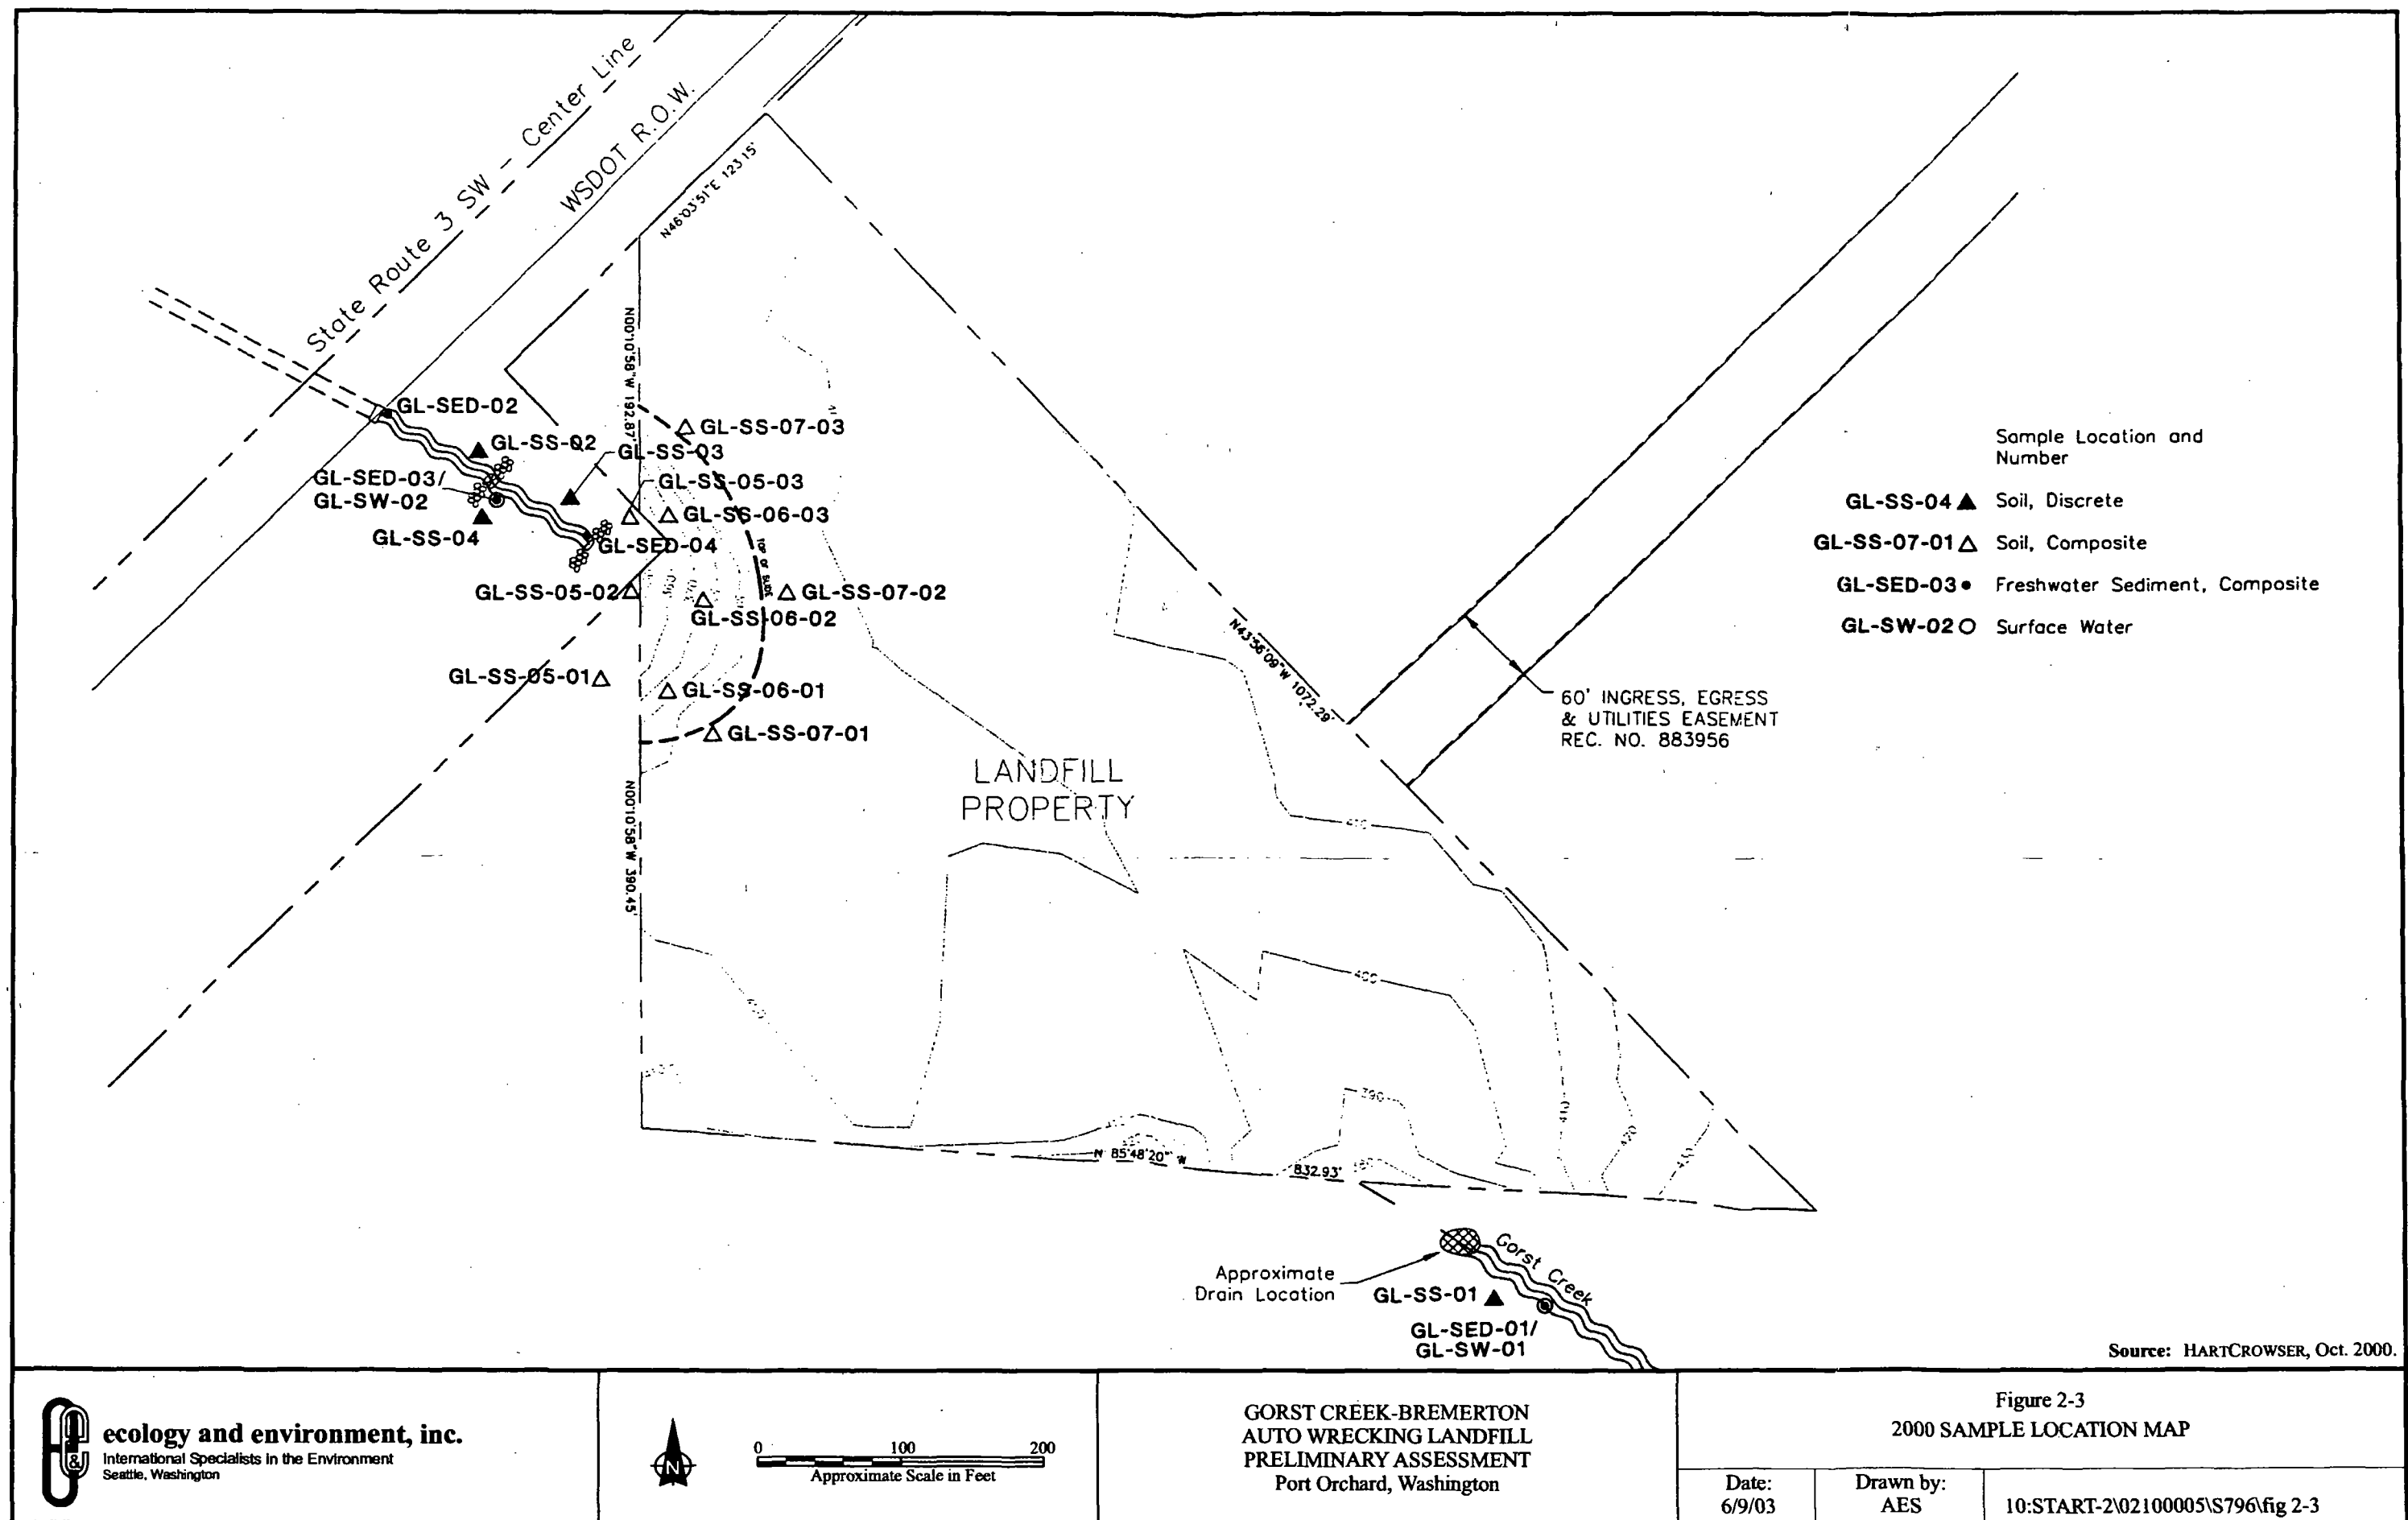 State Route 3 SW - Center Line
WSDOT R.O.W.
N46°03'51"E 123.15'
N00°10'58"W 192.87'
GL-SED-02
GL-SS-02
GL-SS-07-03
GL-SS-03
GL-SED-03/
GL-SW-02
GL-SS-05-03
GL-SS-06-03
GL-SS-04
GL-SED-04
TOP OF SLIDE
GL-SS-05-02
GL-SS-07-02
GL-SS-06-02
GL-SS-05-01
GL-SS-06-01
GL-SS-07-01
N00°10'58"W 390.45'
LANDFILL
PROPERTY
N43°56'09"W 1072.29'
Sample Location and
Number
GL-SS-04 Soil, Discrete
GL-SS-07-01 Soil, Composite
GL-SED-03 Freshwater Sediment, Composite
GL-SW-02 Surface Water
60' INGRESS, EGRESS
& UTILITIES EASEMENT
REC. NO. 883956
410
400
390
410
420
430
N 85°48'20" W
832.93'
Gorst Creek
Approximate
Drain Location
GL-SS-01
GL-SED-01/
GL-SW-01
Source: HARTCROWSER, Oct. 2000.
&
ecology and environment, inc.
International Specialists in the Environment
Seattle, Washington
N
0 100 200
Approximate Scale in Feet
GORST CREEK-BREMERTON
AUTO WRECKING LANDFILL
PRELIMINARY ASSESSMENT
Port Orchard, Washington
Figure 2-3
2000 SAMPLE LOCATION MAP
Date:
6/9/03
Drawn by:
AES
10:START-2\02100005\S796\fig 2-3